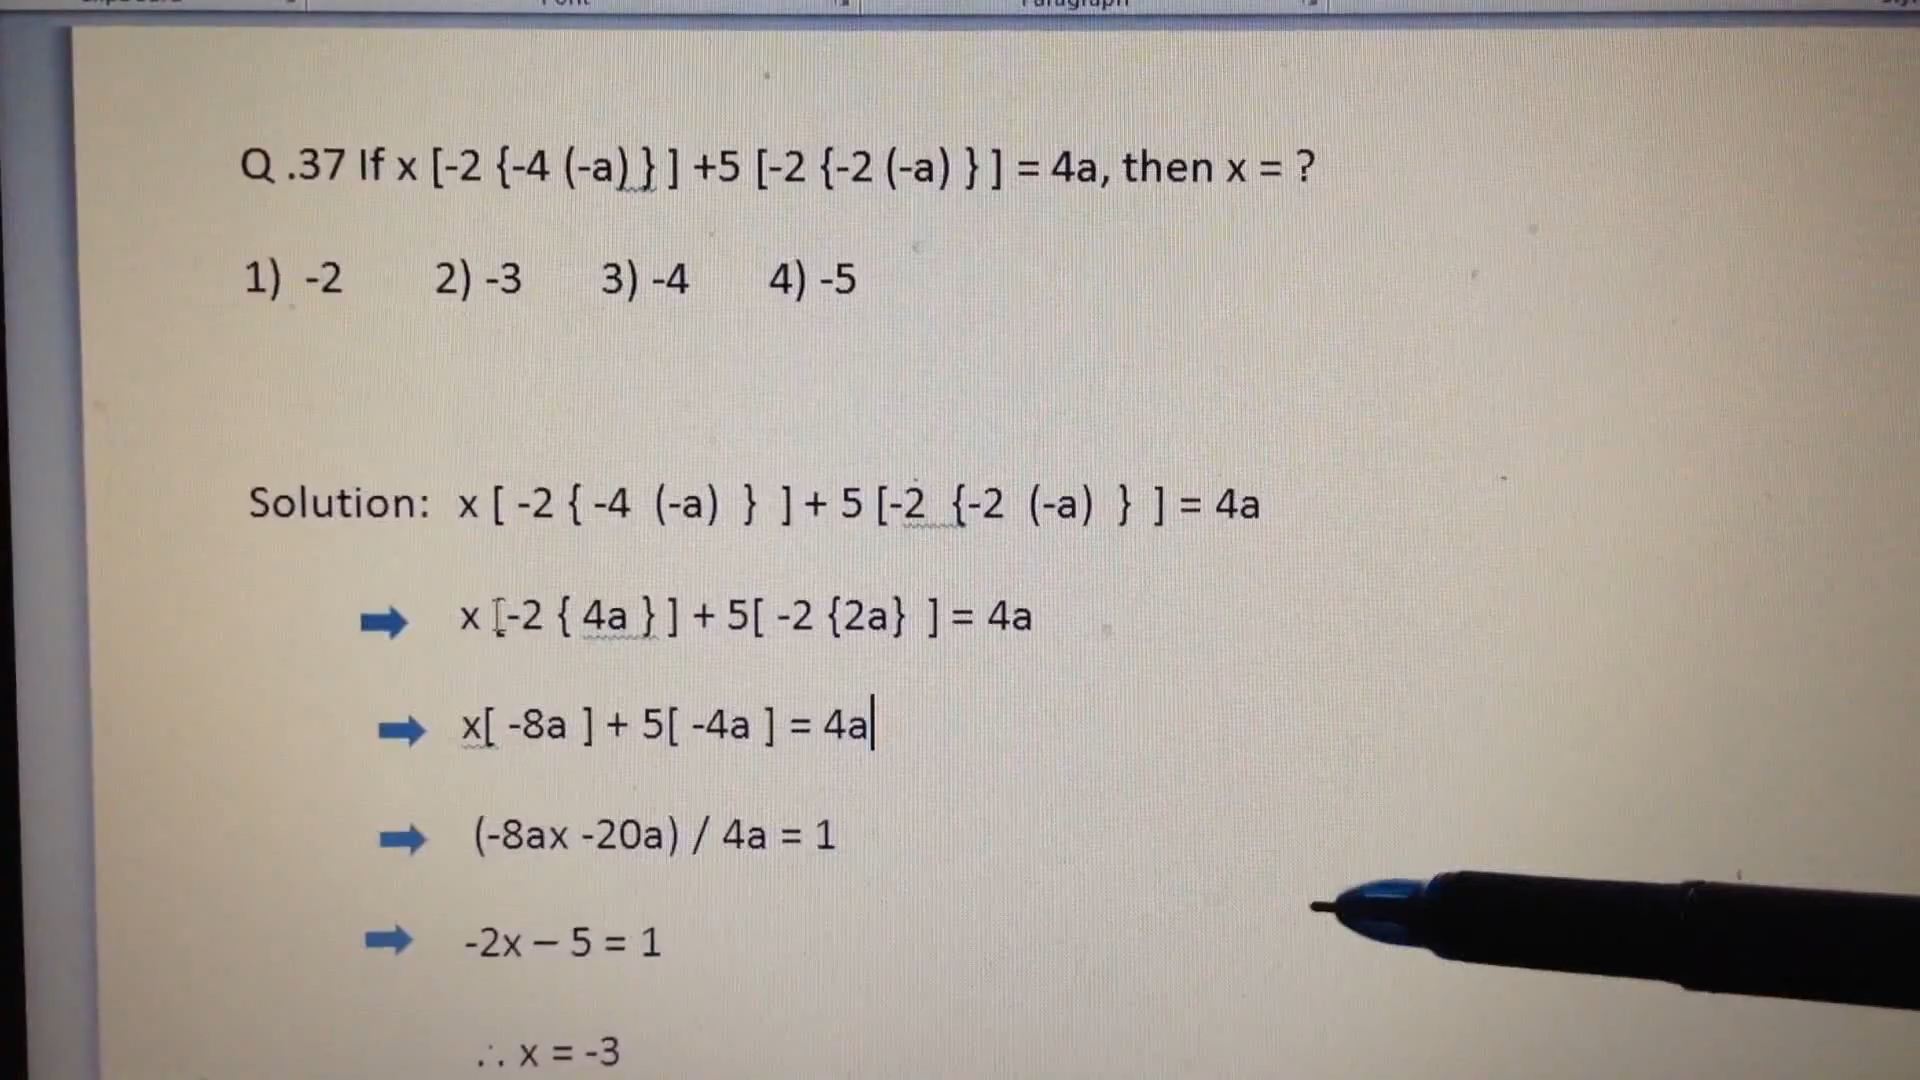 Font
Paragraph
Q .37 If x [-2 {-4 (-a) } ] +5 [-2 {-2 (-a) } ] = 4a, then x = ?
1) -2 2) -3 3) -4 4) -5
Solution: x [ -2 { -4 (-a) } ] + 5 [-2 {-2 (-a) } ] = 4a
x [-2 { 4a } ] + 5[ -2 {2a} ] = 4a
x[ -8a ] + 5[ -4a ] = 4a
(-8ax -20a) / 4a = 1
-2x – 5 = 1
∴ x = -3